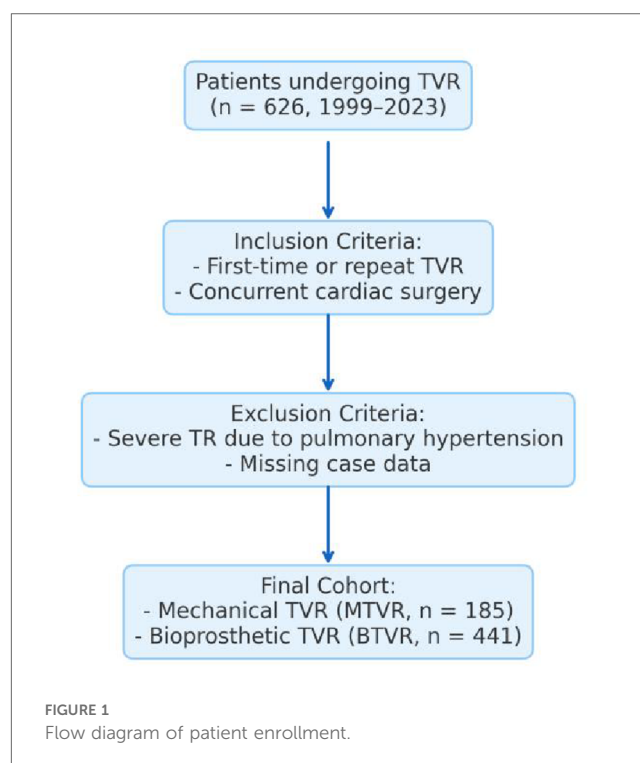 Patients undergoing TVR
(n = 626, 1999–2023)
Inclusion Criteria:
- First-time or repeat TVR
- Concurrent cardiac surgery
Exclusion Criteria:
- Severe TR due to pulmonary hypertension
- Missing case data
Final Cohort:
- Mechanical TVR (MTVR, n = 185)
- Bioprosthetic TVR (BTVR, n = 441)
FIGURE 1
Flow diagram of patient enrollment.